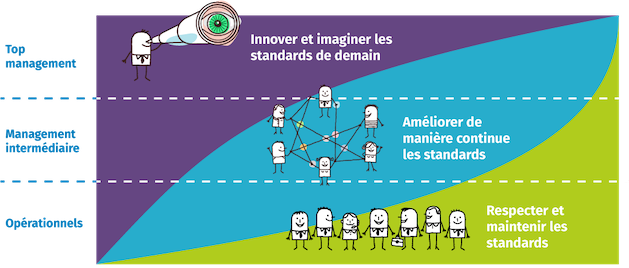 Top
management
Innover et imaginer les
standards de demain
Management
intermédiaire
Améliorer de
manière continue
les standards
Opérationnels
Respecter et
maintenir les
standards